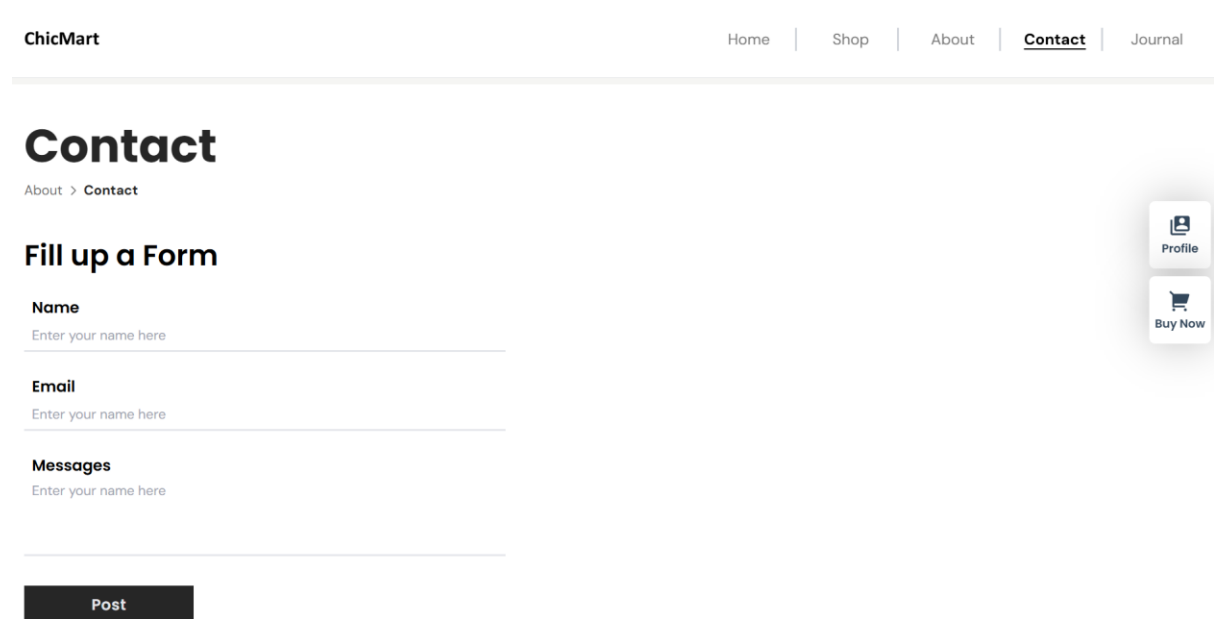 ChicMart
Home Shop About Contact Journal
Contact
About > Contact
Profile
Fill up a Form
Name
Buy Now
Enter your name here
Email
Enter your name here
Messages
Enter your name here
Post